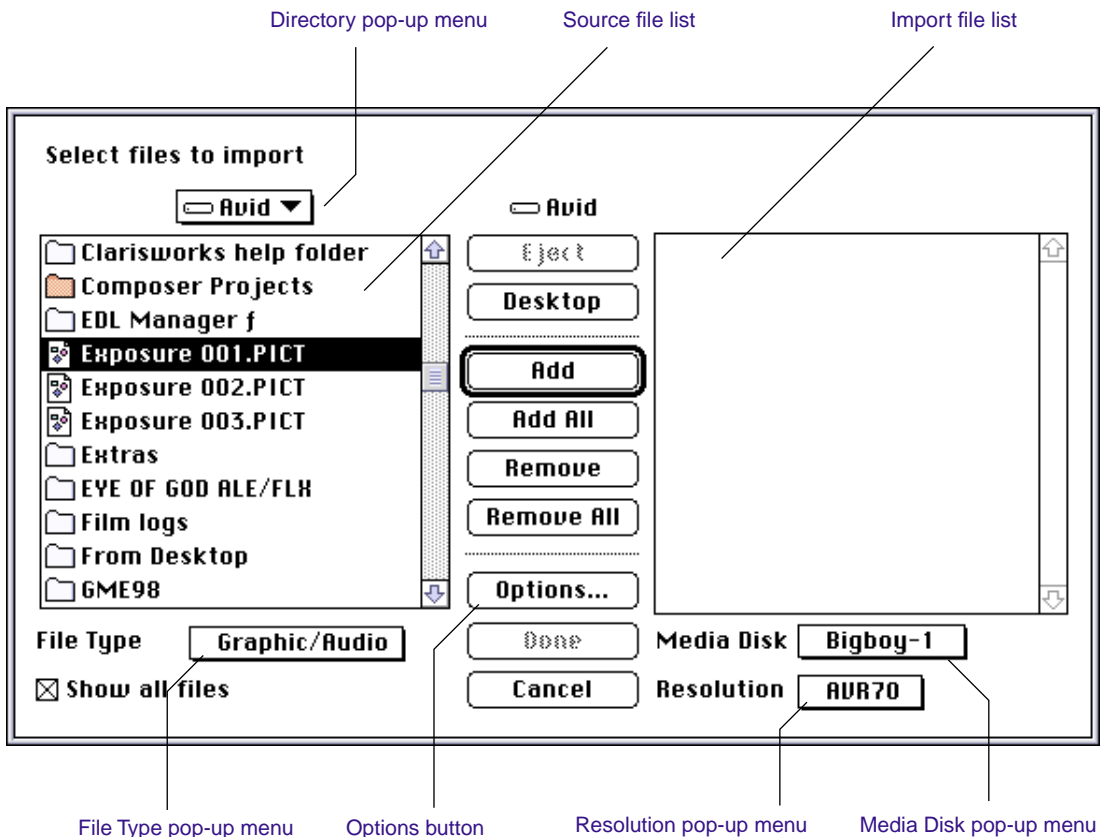 Directory pop-up menu
Source file list
Import file list
Select files to import
Avid
Avid
Clarisworks help folder
Composer Projects
EDL Manager ƒ
Exposure 001.PICT
Exposure 002.PICT
Exposure 003.PICT
Extras
EYE OF GOD ALE/FLX
Film logs
From Desktop
GME98
Eject
Desktop
Add
Add All
Remove
Remove All
Options...
Done
Cancel
File Type
Graphic/Audio
Show all files
Media Disk
Bigboy-1
Resolution
AVR70
File Type pop-up menu
Options button
Resolution pop-up menu
Media Disk pop-up menu